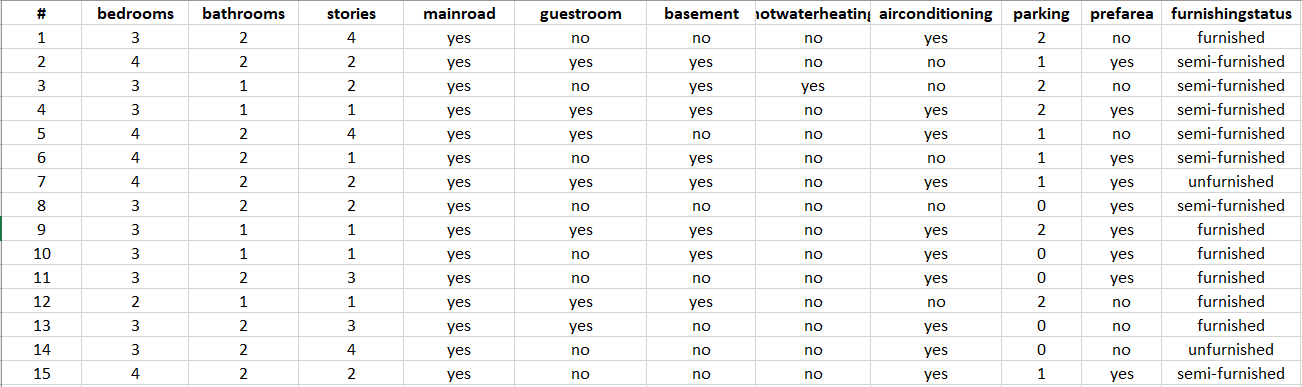 # bedrooms bathrooms stories mainroad guestroom basement hotwaterheating airconditioning parking prefarea furnishingstatus
1 3 2 4 yes no no no yes 2 no furnished
2 4 2 2 yes yes yes no no 1 yes semi-furnished
3 3 1 2 yes no yes yes no 2 no semi-furnished
4 3 1 1 yes yes yes no yes 2 yes semi-furnished
5 4 2 4 yes yes no no yes 1 no semi-furnished
6 4 2 1 yes no yes no no 1 yes semi-furnished
7 4 2 2 yes yes yes no yes 1 yes unfurnished
8 3 2 2 yes no no no no 0 yes semi-furnished
9 3 1 1 yes yes yes no yes 2 yes furnished
10 3 1 1 yes no yes no yes 0 yes furnished
11 3 2 3 yes no no no yes 0 yes furnished
12 2 1 1 yes yes yes no no 2 no furnished
13 3 2 3 yes yes no no yes 0 no furnished
14 3 2 4 yes no no no yes 0 no unfurnished
15 4 2 2 yes no no no yes 1 yes semi-furnished